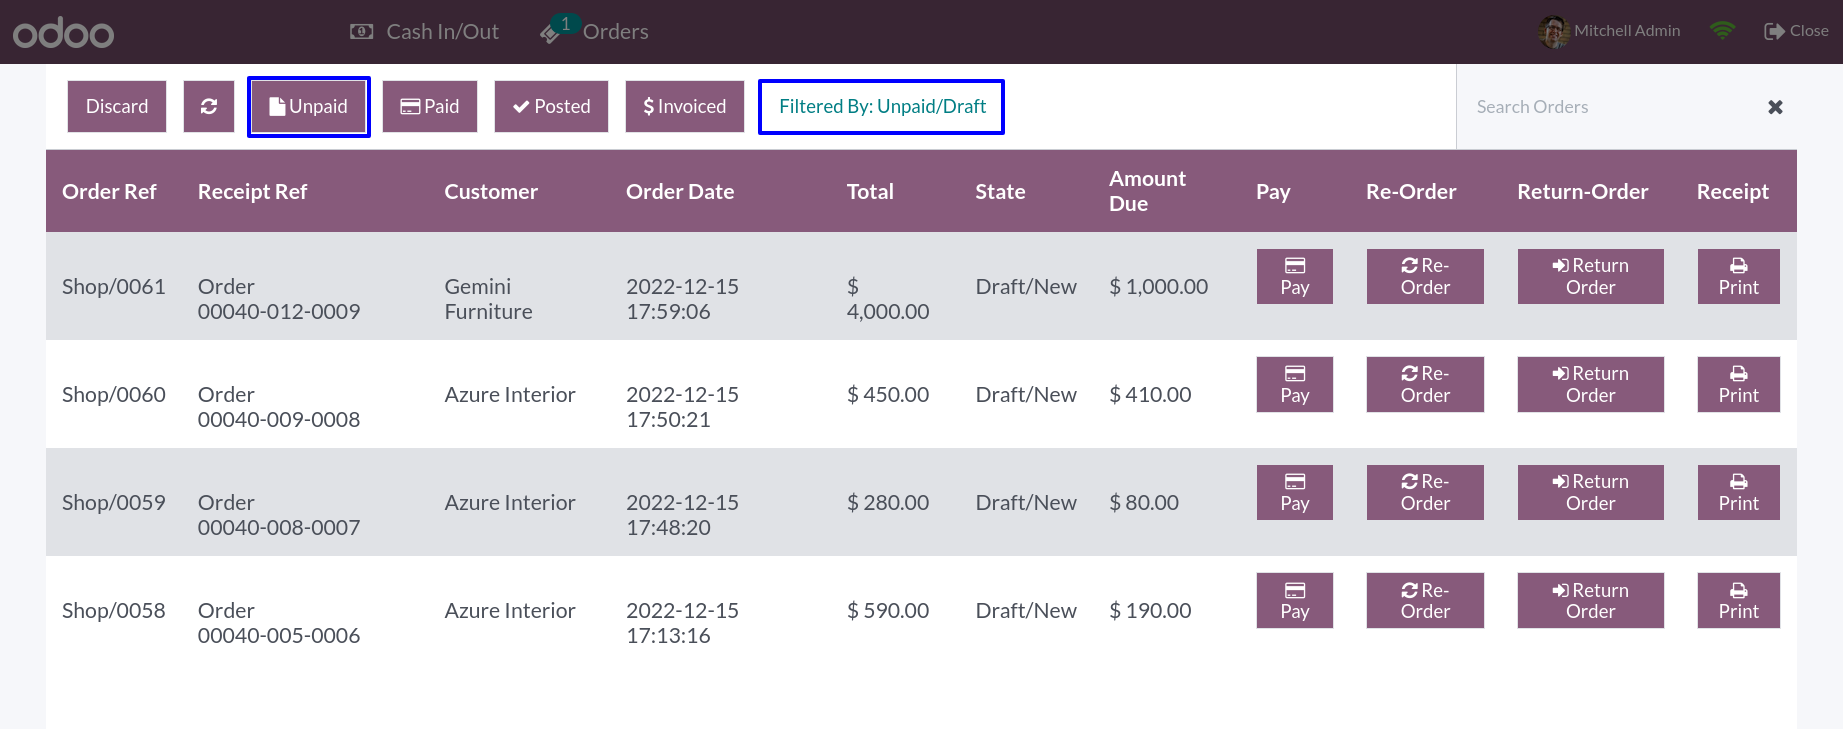 odoo
Cash In/Out
1
Orders
Mitchell Admin
Close
Discard
Unpaid
Paid
Posted
$ Invoiced
Filtered By: Unpaid/Draft
Search Orders
Order Ref
Receipt Ref
Customer
Order Date
Total
State
Amount
Due
Pay
Re-Order
Return-Order
Receipt
Shop/0061
Order
00040-012-0009
Gemini
Furniture
2022-12-15
17:59:06
$
4,000.00
Draft/New
$ 1,000.00
Pay
Re-
Order
Return
Order
Print
Shop/0060
Order
00040-009-0008
Azure Interior
2022-12-15
17:50:21
$ 450.00
Draft/New
$ 410.00
Pay
Re-
Order
Return
Order
Print
Shop/0059
Order
00040-008-0007
Azure Interior
2022-12-15
17:48:20
$ 280.00
Draft/New
$ 80.00
Pay
Re-
Order
Return
Order
Print
Shop/0058
Order
00040-005-0006
Azure Interior
2022-12-15
17:13:16
$ 590.00
Draft/New
$ 190.00
Pay
Re-
Order
Return
Order
Print